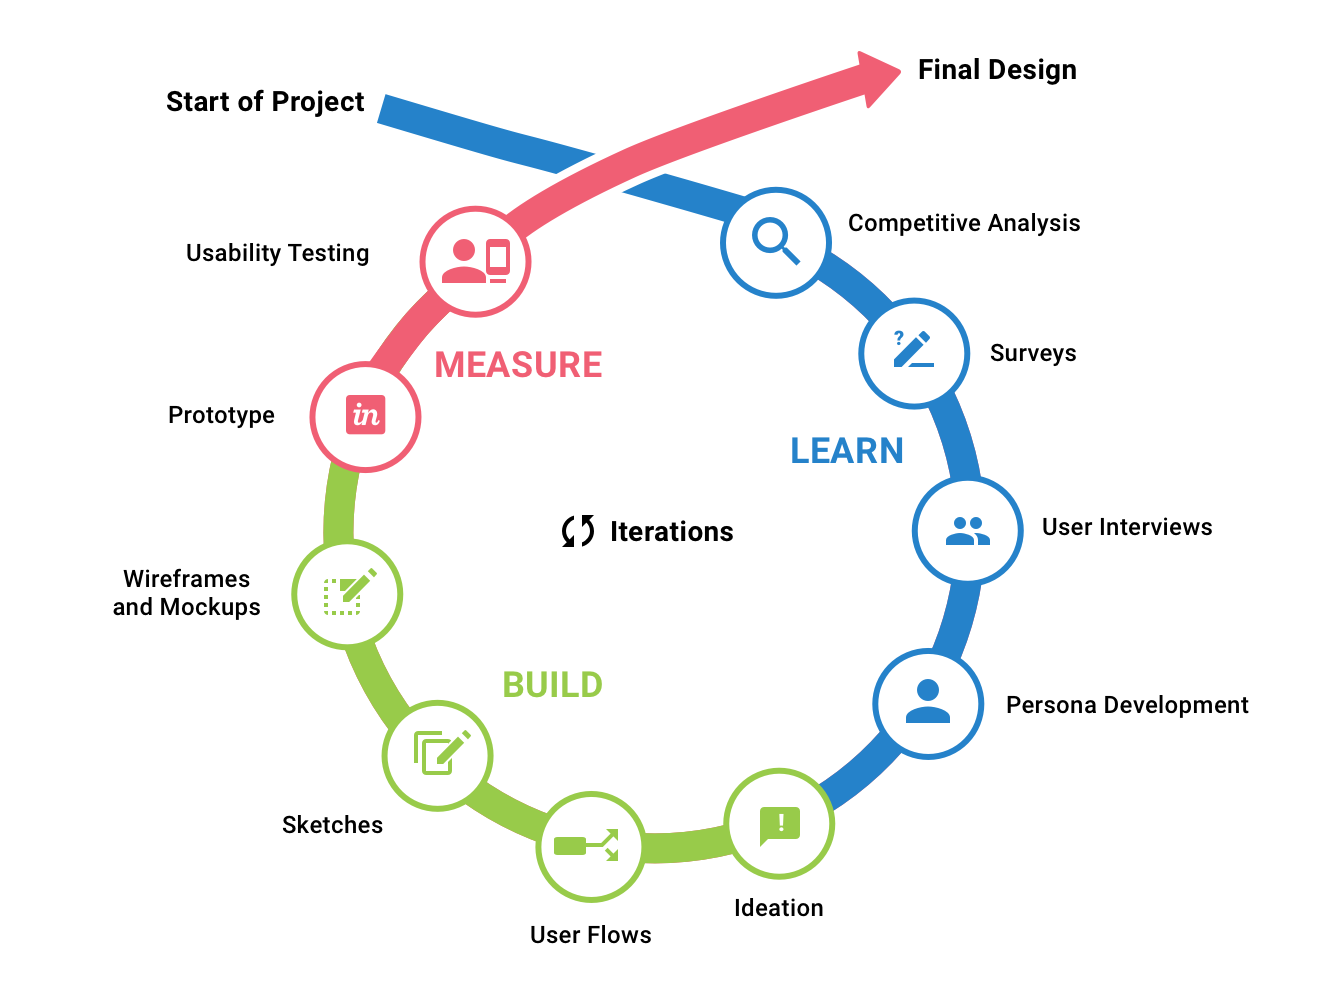 Start of Project
Final Design
Competitive Analysis
Surveys
User Interviews
Persona Development
Ideation
User Flows
Sketches
Wireframes
and Mockups
Prototype
Usability Testing
MEASURE
LEARN
BUILD
Iterations
?
!
in